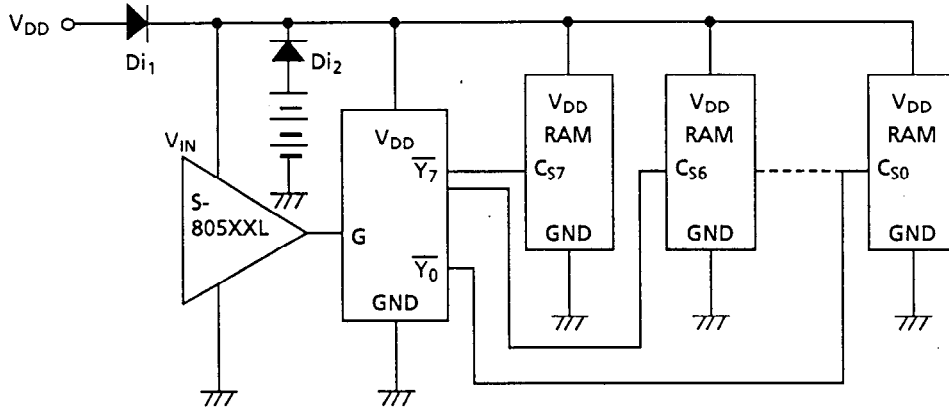 VDD
Di1
Di2
VIN
S-
805XXL
VDD
Y7
G
Y0
GND
VDD
RAM
CS7
GND
VDD
RAM
CS6
GND
VDD
RAM
CS0
GND